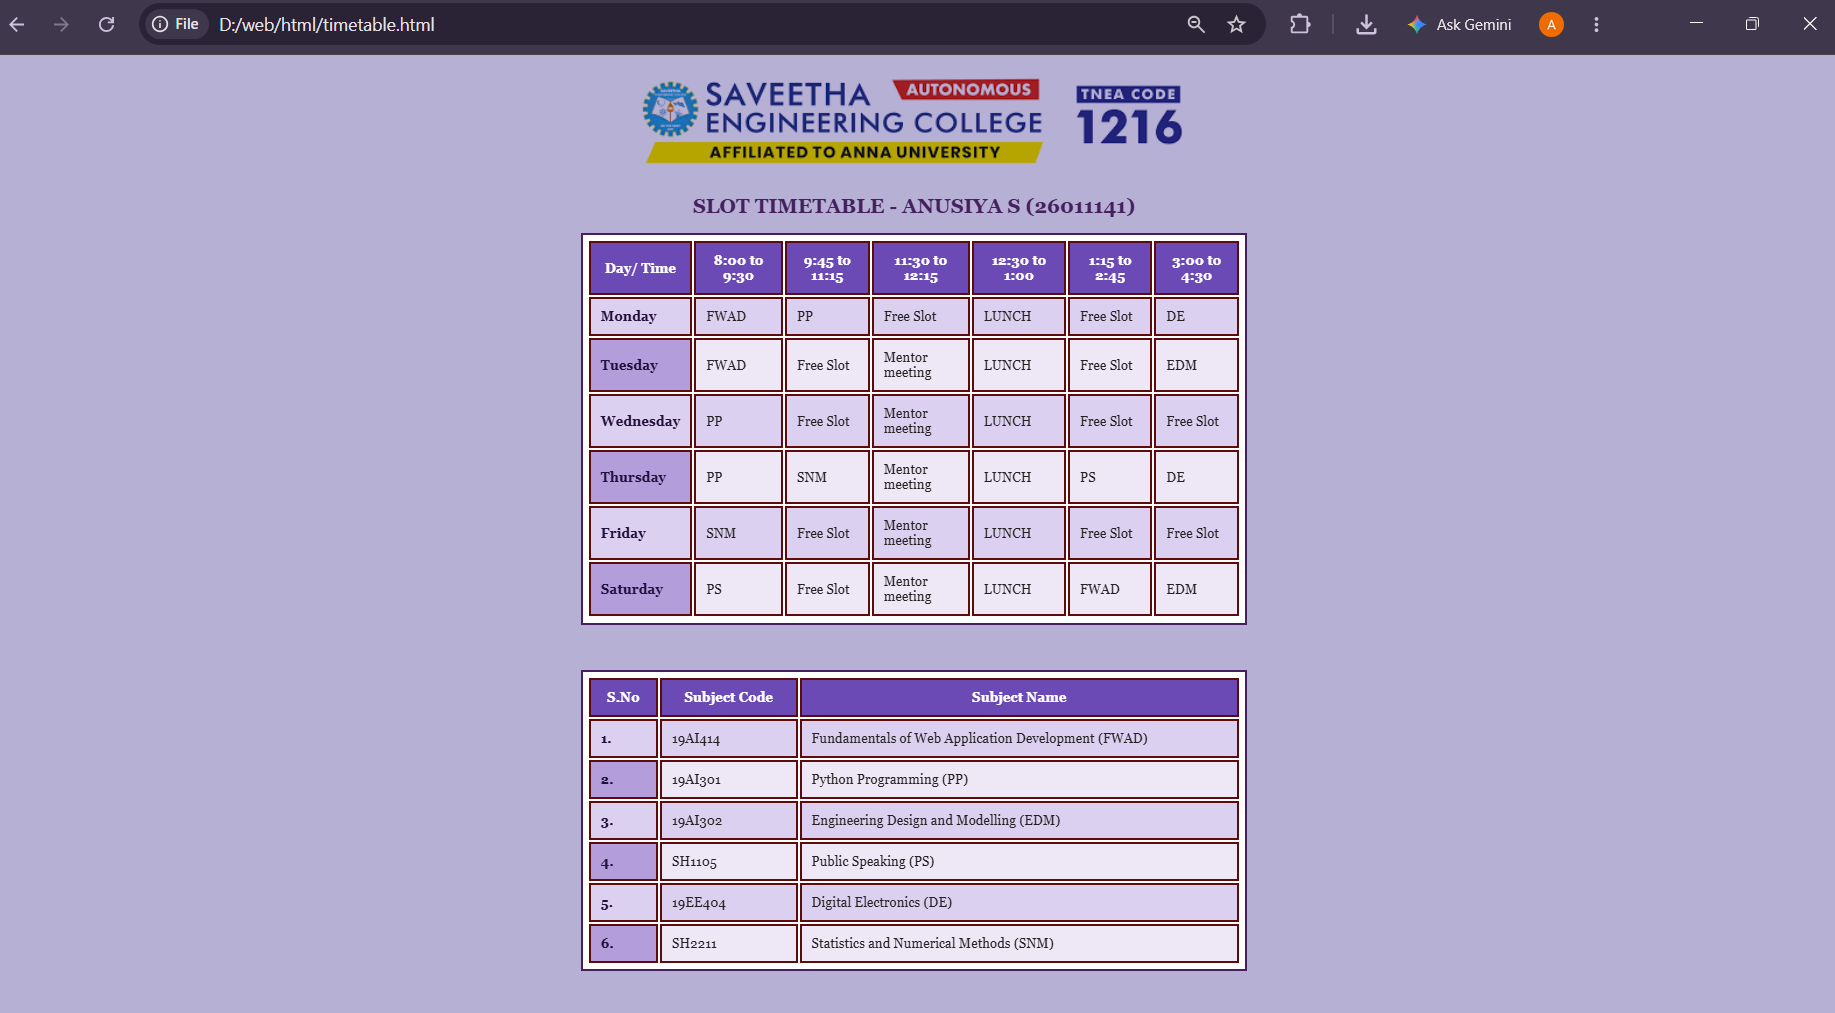 File D:/web/html/timetable.html Ask Gemini A
SAVEETHA AUTONOMOUS
ENGINEERING COLLEGE
AFFILIATED TO ANNA UNIVERSITY
TNEA CODE
1216
SLOT TIMETABLE - ANUSIYA S (26011141)
Day/ Time 8:00 to 9:30 9:45 to 11:15 11:30 to 12:15 12:30 to 1:00 1:15 to 2:45 3:00 to 4:30
Monday FWAD PP Free Slot LUNCH Free Slot DE
Tuesday FWAD Free Slot Mentor meeting LUNCH Free Slot EDM
Wednesday PP Free Slot Mentor meeting LUNCH Free Slot Free Slot
Thursday PP SNM Mentor meeting LUNCH PS DE
Friday SNM Free Slot Mentor meeting LUNCH Free Slot Free Slot
Saturday PS Free Slot Mentor meeting LUNCH FWAD EDM
S.No Subject Code Subject Name
1. 19AI414 Fundamentals of Web Application Development (FWAD)
2. 19AI301 Python Programming (PP)
3. 19AI302 Engineering Design and Modelling (EDM)
4. SH1105 Public Speaking (PS)
5. 19EE404 Digital Electronics (DE)
6. SH2211 Statistics and Numerical Methods (SNM)